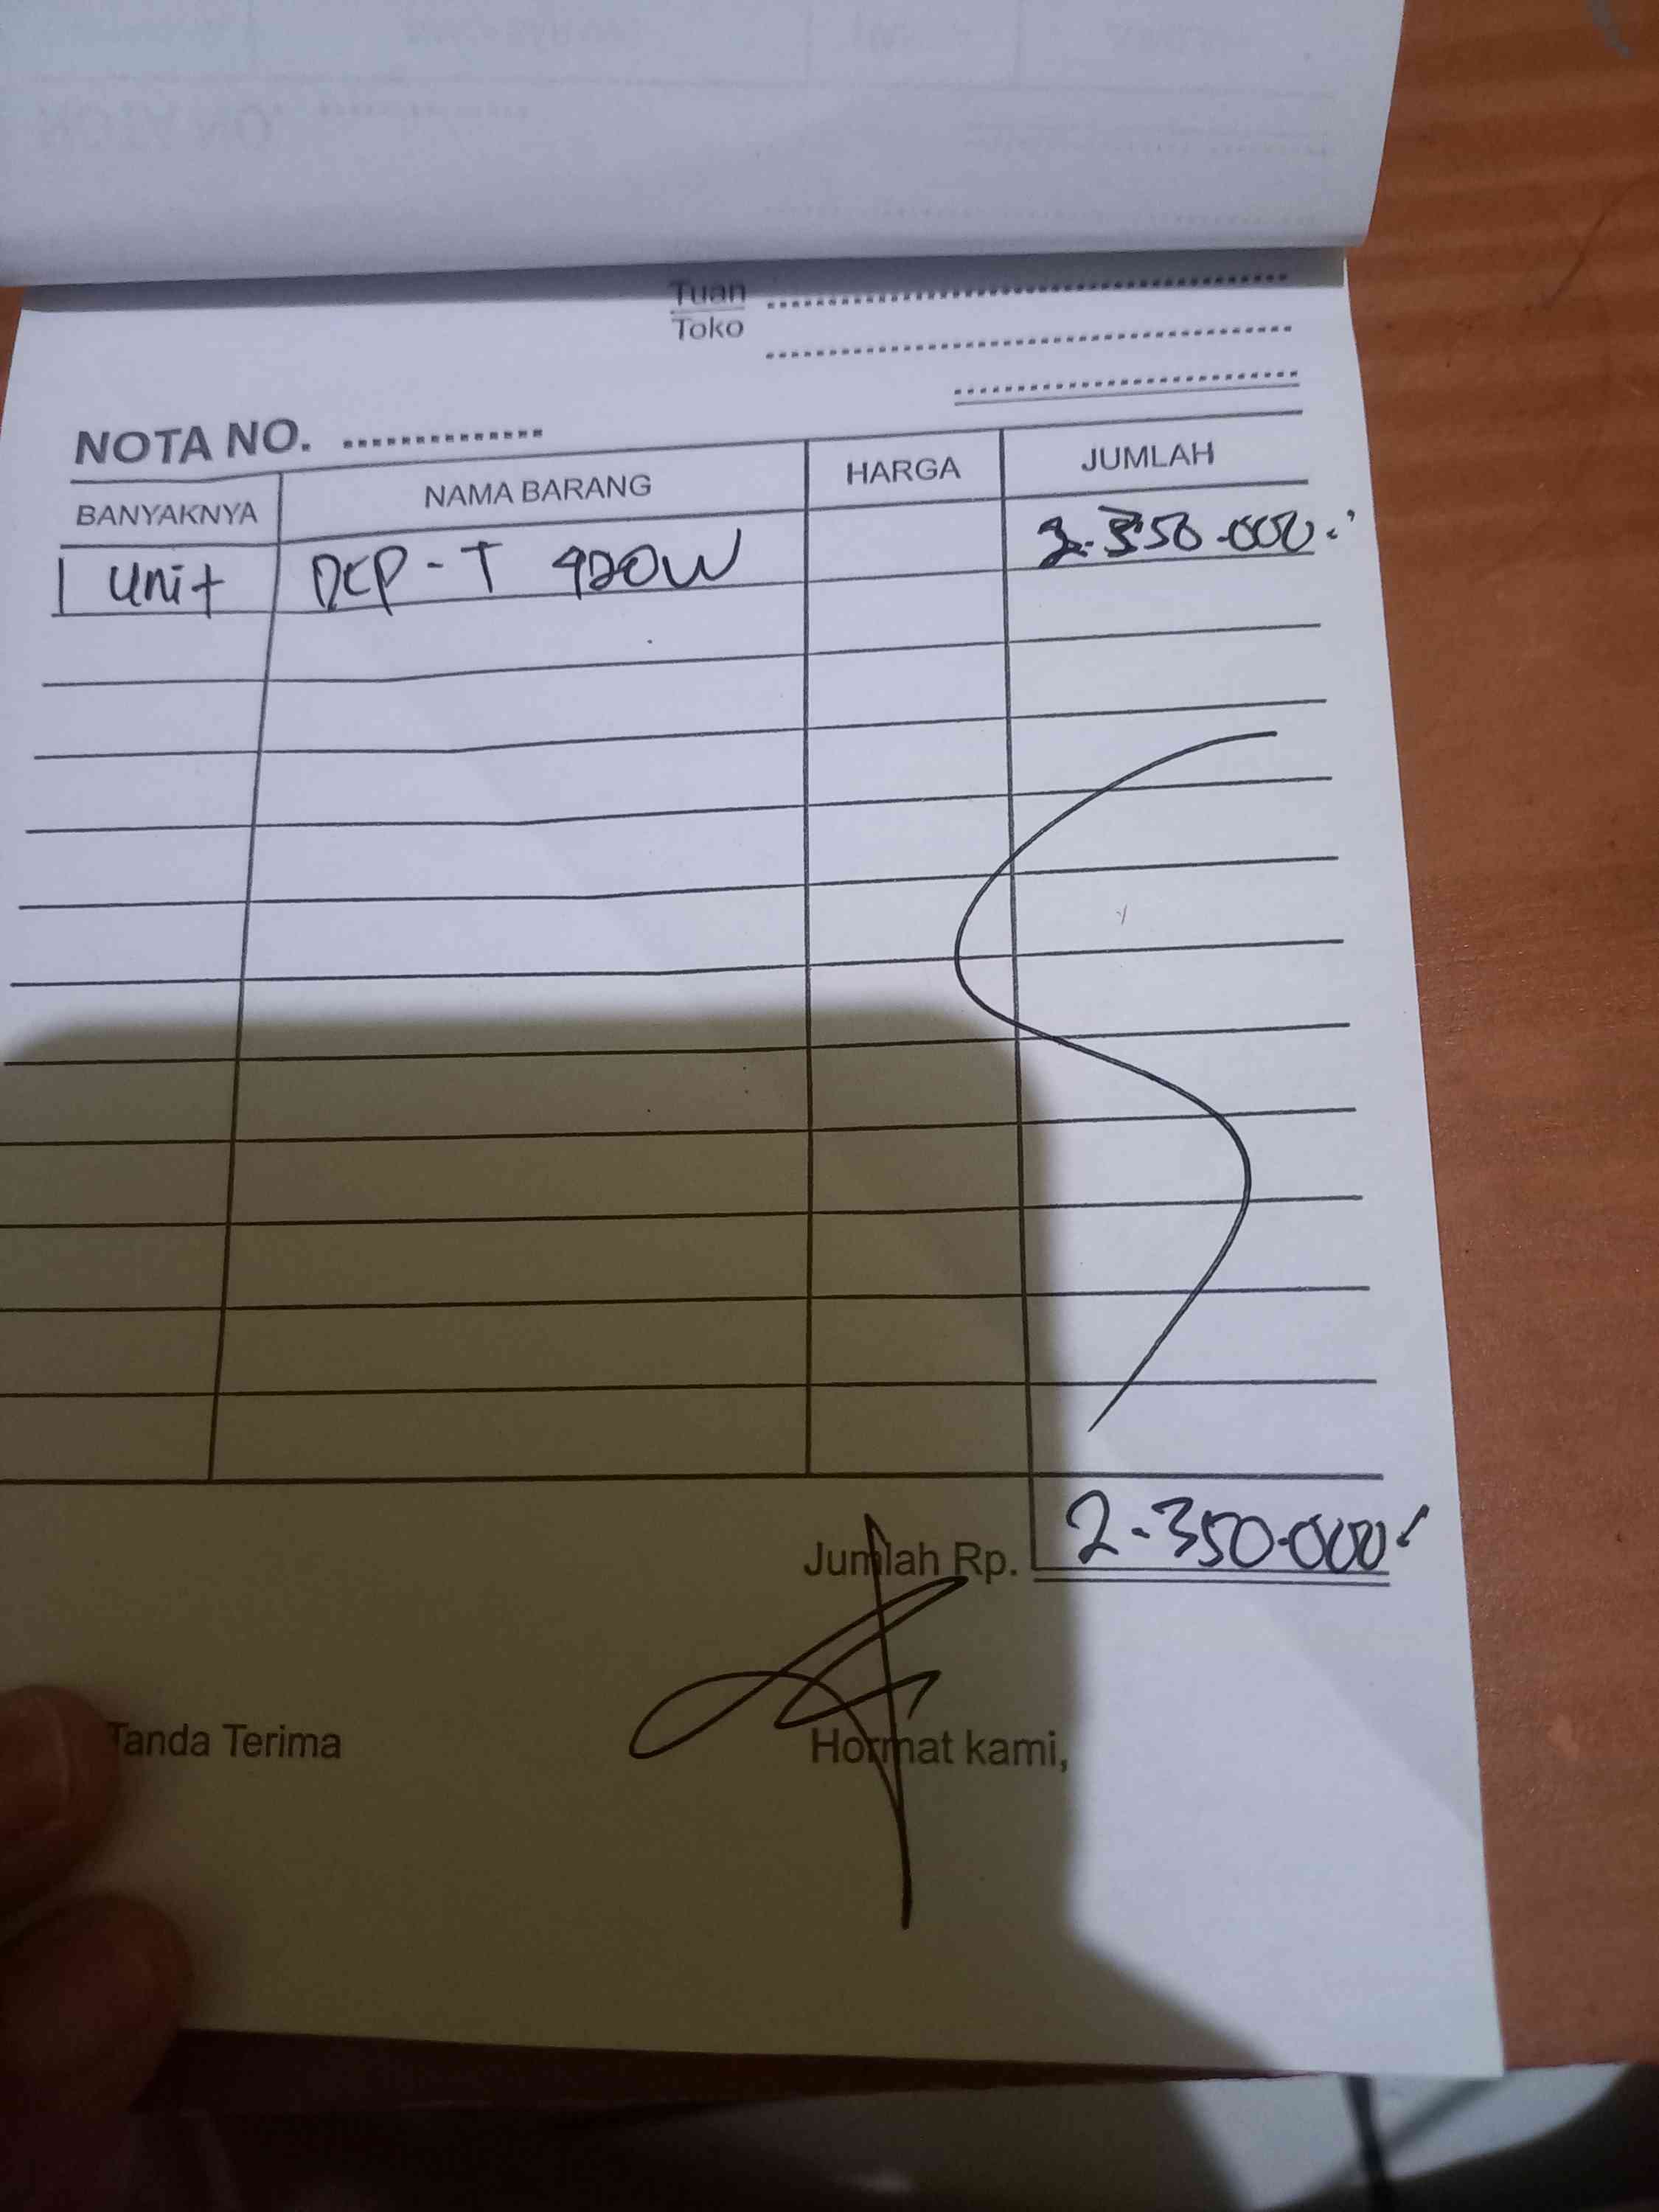 Tuan
Toko
NOTA NO. ..............
BANYAKNYA NAMA BARANG HARGA JUMLAH
1 Unit DCP-T 420W 2.350.000.-
Jumlah Rp. 2.350.000.-
Tanda Terima Hormat kami,